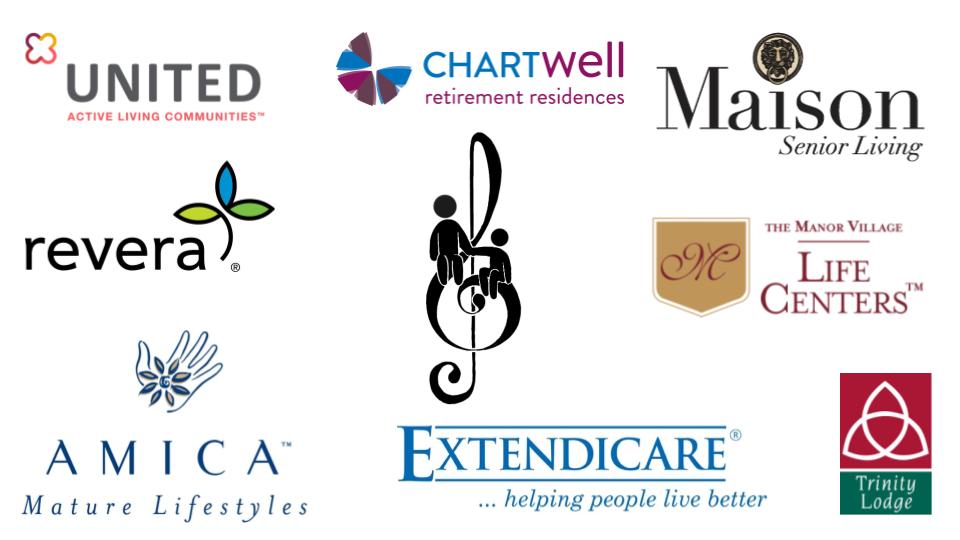 UNITED
ACTIVE LIVING COMMUNITIES™
CHARTWell
retirement residences
Maison
Senior Living
revera®
THE MANOR VILLAGE
M
LIFE
CENTERS™
AMICA™
Mature Lifestyles
EXTENDICARE®
... helping people live better
Trinity
Lodge